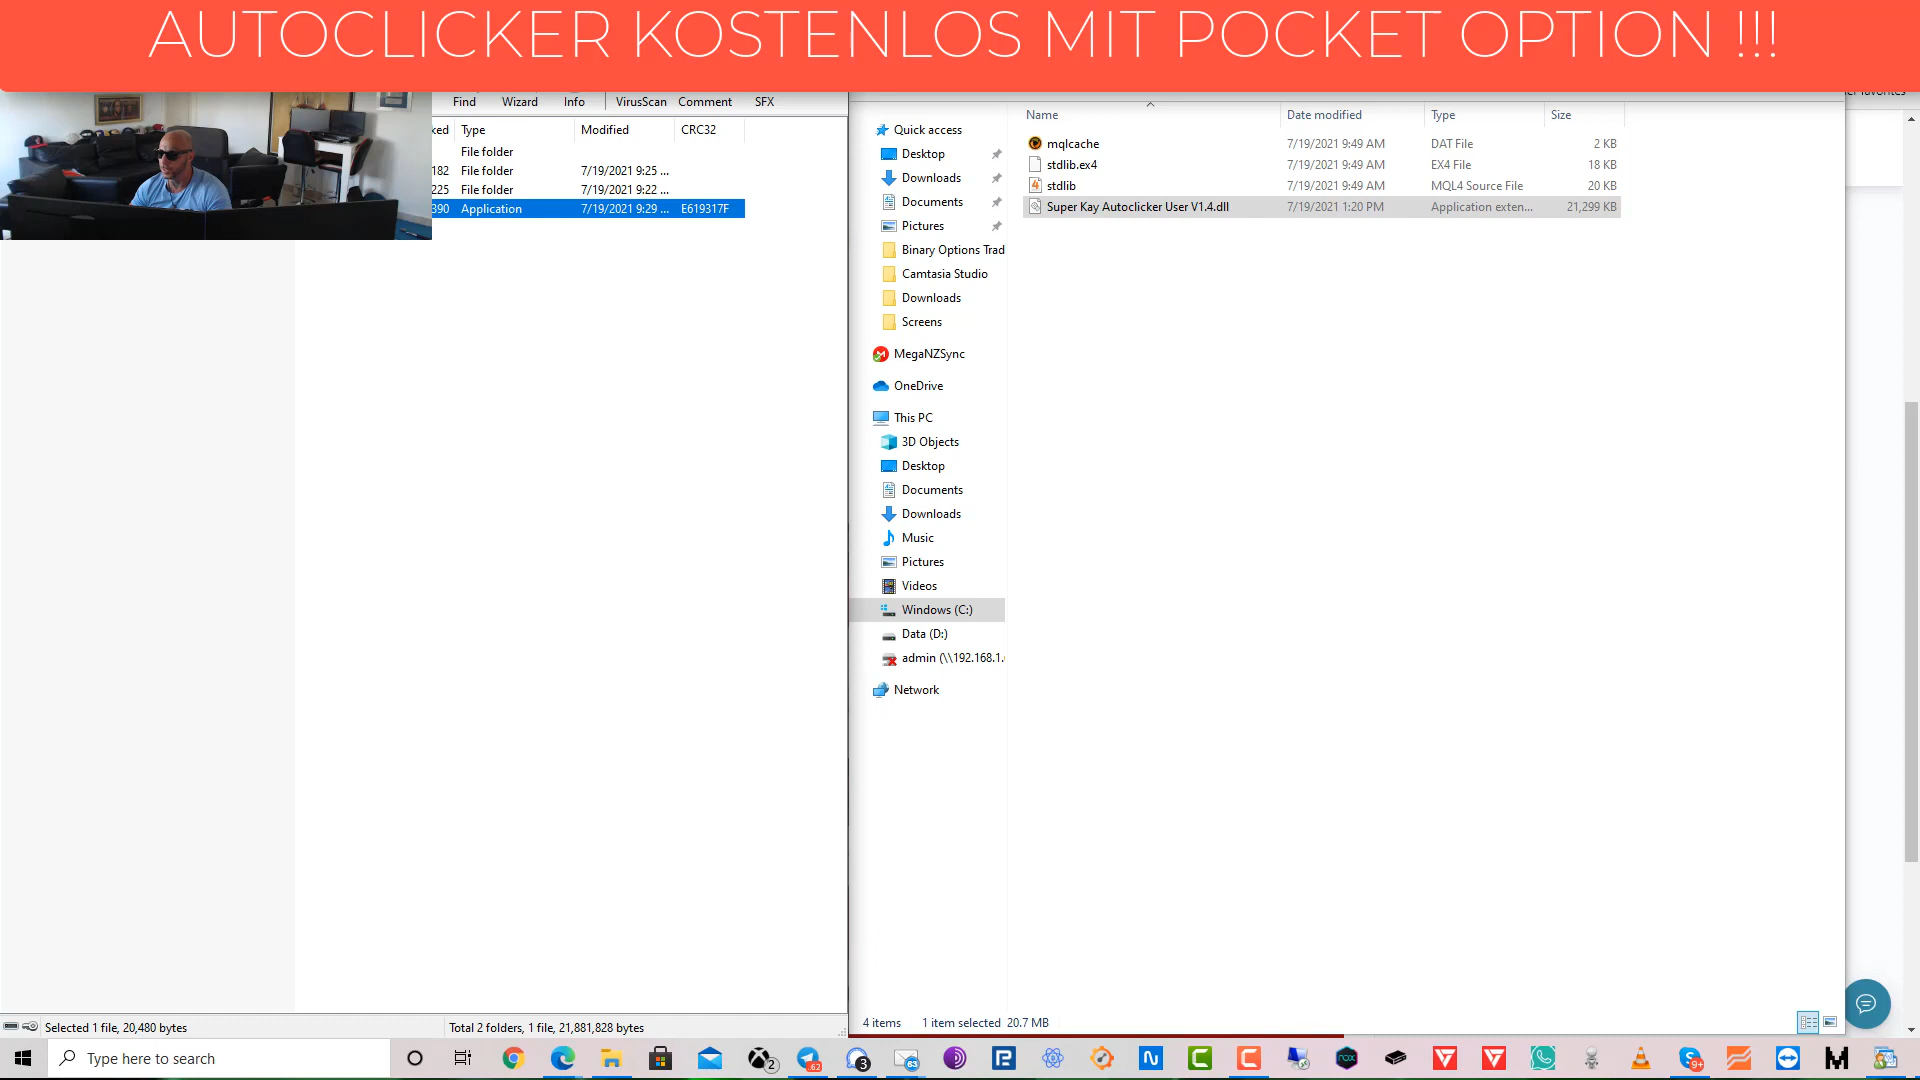 AUTOCLICKER KOSTENLOS MIT POCKET OPTION !!!
Find Wizard Info VirusScan Comment SFX
ked Type Modified CRC32
File folder
182 File folder 7/19/2021 9:25 ...
225 File folder 7/19/2021 9:22 ...
390 Application 7/19/2021 9:29 ... E619317F
Selected 1 file, 20,480 bytes
Total 2 folders, 1 file, 21,881,828 bytes
Quick access
Desktop
Downloads
Documents
Pictures
Binary Options Trad
Camtasia Studio
Downloads
Screens
MegaNZSync
OneDrive
This PC
3D Objects
Desktop
Documents
Downloads
Music
Pictures
Videos
Windows (C:)
Data (D:)
admin (\\192.168.1.
Network
Name Date modified Type Size
mqlcache 7/19/2021 9:49 AM DAT File 2 KB
stdlib.ex4 7/19/2021 9:49 AM EX4 File 18 KB
stdlib 7/19/2021 9:49 AM MQL4 Source File 20 KB
Super Kay Autoclicker User V1.4.dll 7/19/2021 1:20 PM Application exten... 21,299 KB
4 items 1 item selected 20.7 MB
Type here to search
2
62
3
63
nox
9+